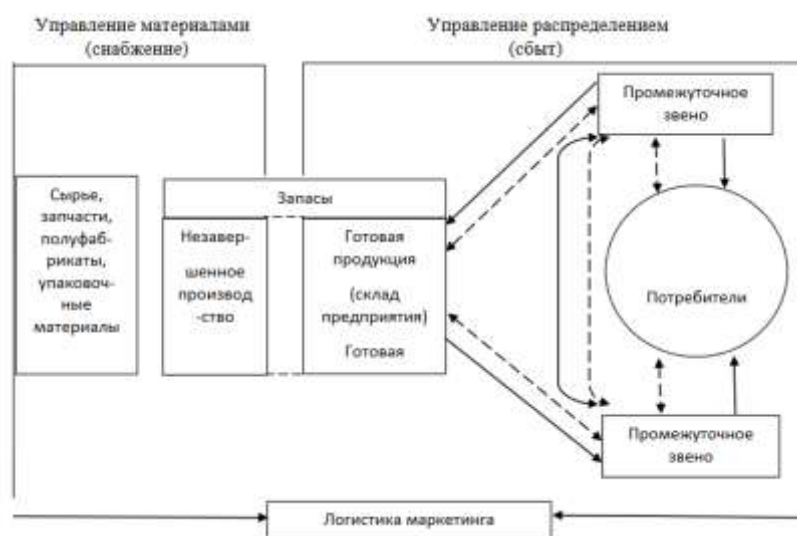 Управление материалами
(снабжение)
Управление распределением
(сбыт)
Промежуточное
звено
Сырье,
запчасти,
полуфаб-
рикаты,
упаковоч-
ные
материалы
Запасы
Незавер-
шенное
производ
-ство
Готовая
продукция
(склад
предприятия)
Готовая
Потребители
Промежуточное
звено
Логистика маркетинга